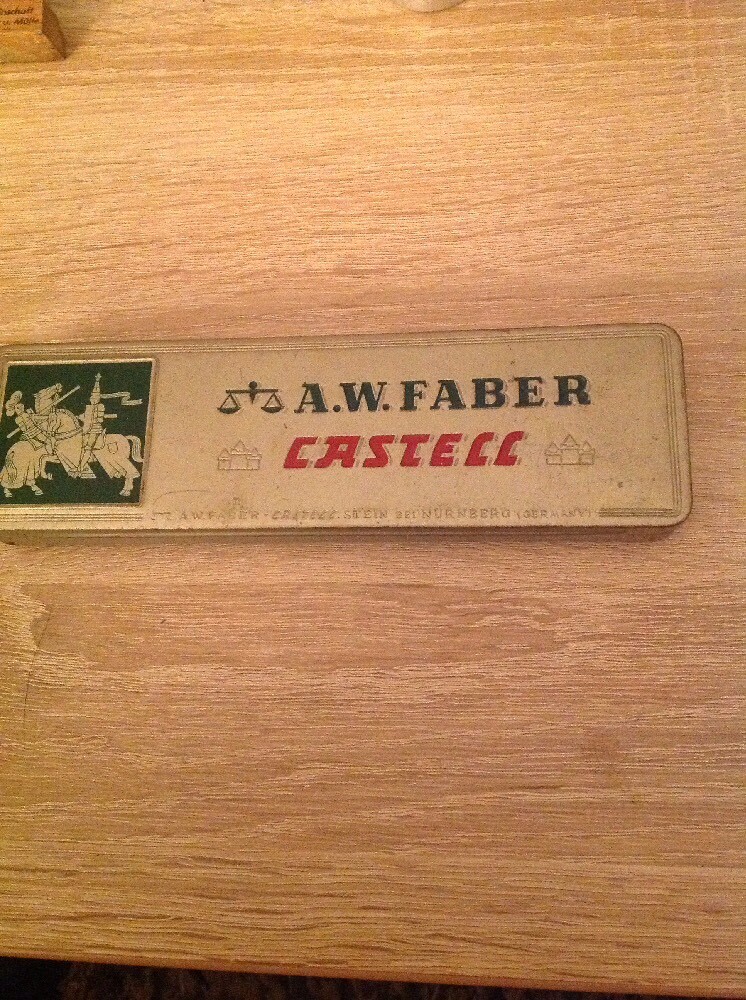 A.W. FABER
CASTELL
A.W. FABER-CASTELL STEIN BEI NÜRNBERG (GERMANY)